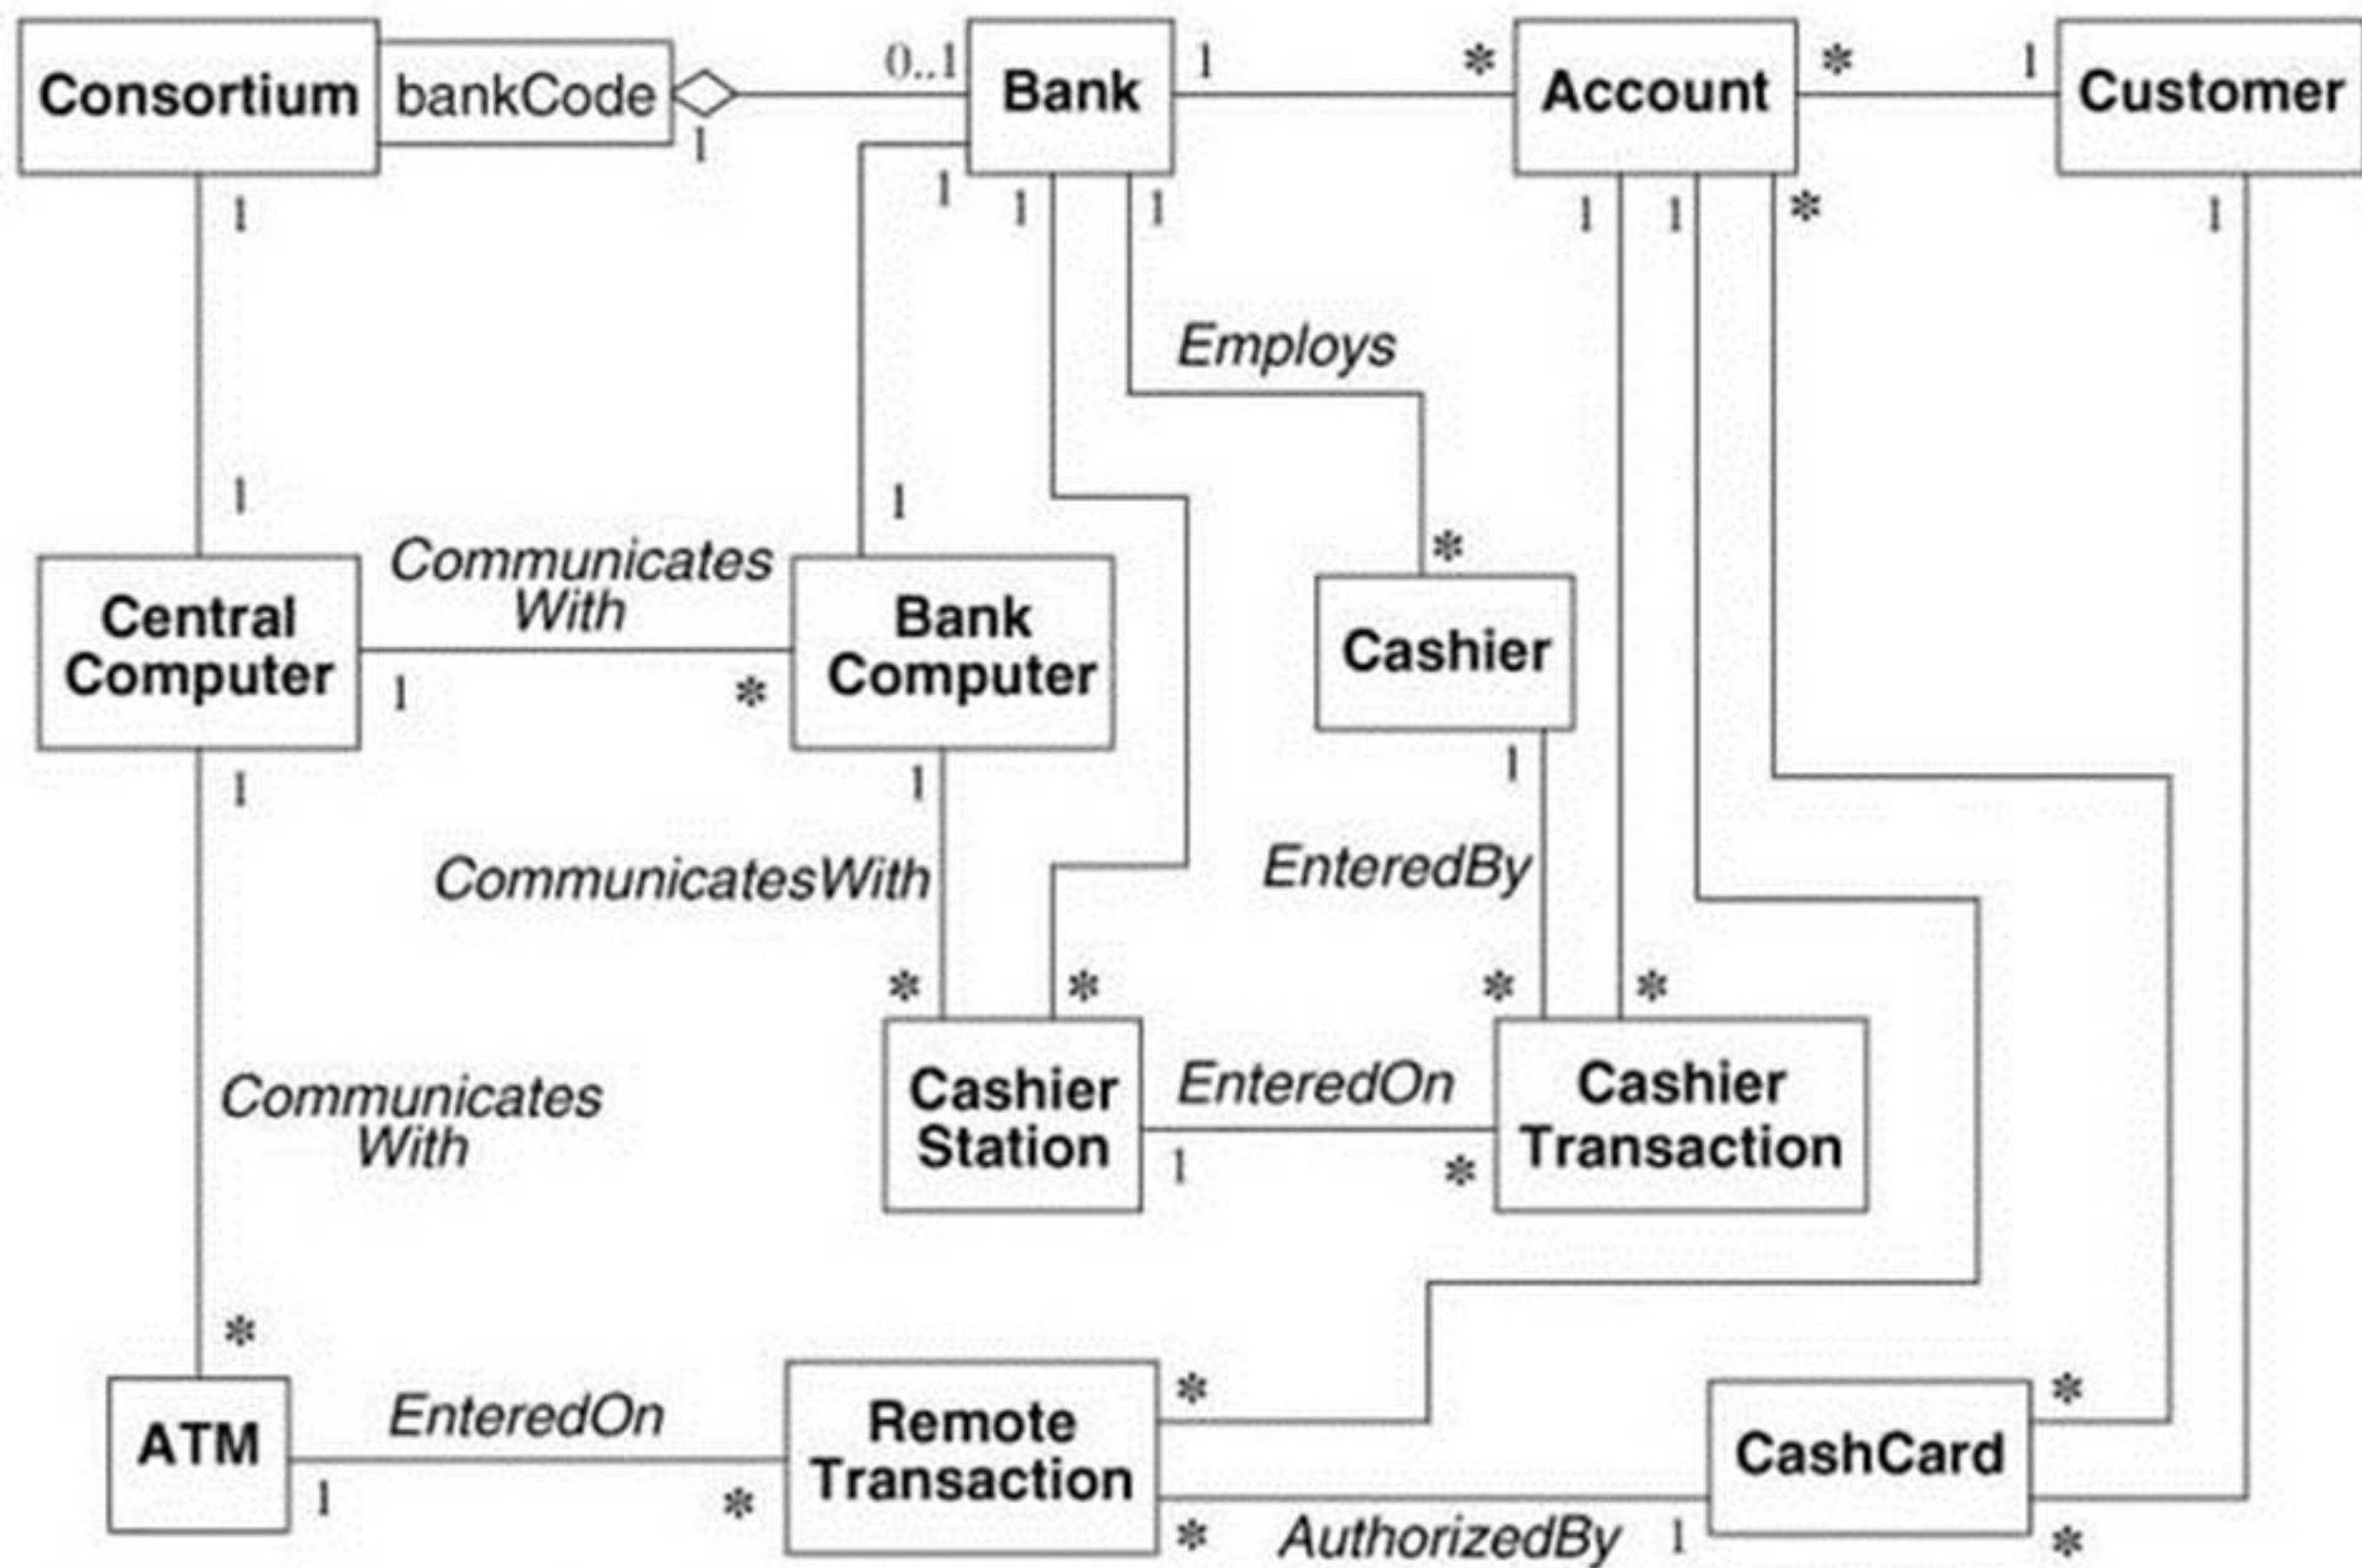 Consortium
bankCode
1
0..1
Bank
1
*
Account
*
1
Customer
1
1
1
1
1
1
*
1
Employs
1
1
*
Communicates
With
Central
Computer
1
*
Bank
Computer
Cashier
1
1
1
CommunicatesWith
EnteredBy
*
*
*
*
Communicates
With
Cashier
Station
EnteredOn
1
*
Cashier
Transaction
*
ATM
EnteredOn
1
*
Remote
Transaction
*
*
AuthorizedBy
1
CashCard
*
*